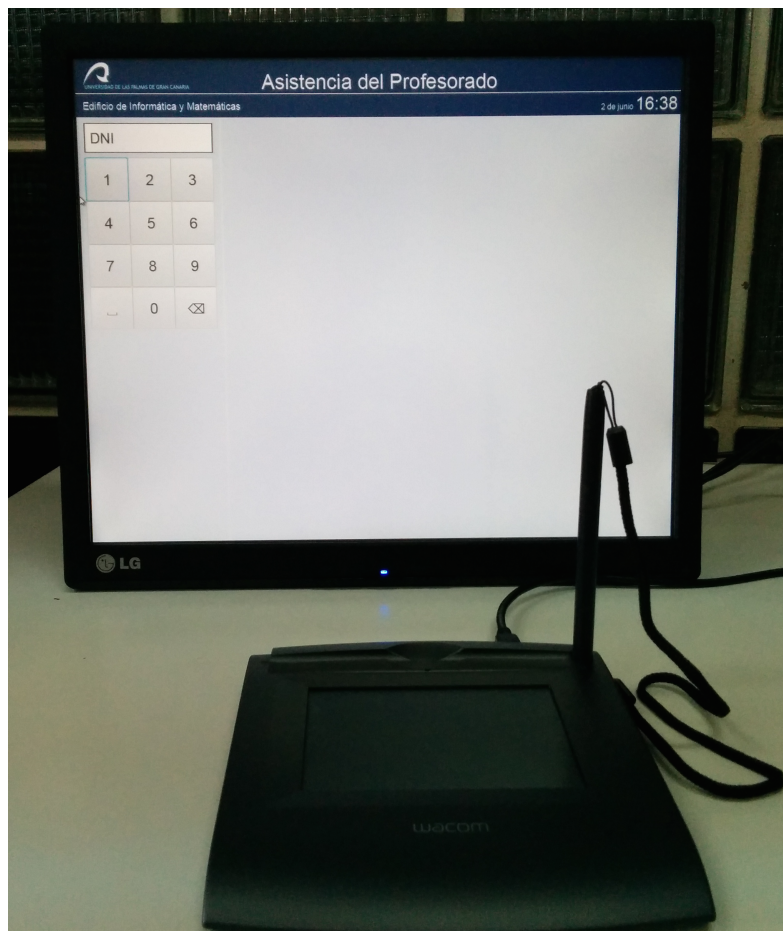 UNIVERSIDAD DE LAS PALMAS DE GRAN CANARIA
Asistencia del Profesorado
Edificio de Informática y Matemáticas
2 de junio 16:38
DNI
1 2 3
4 5 6
7 8 9
0
LG
wacom